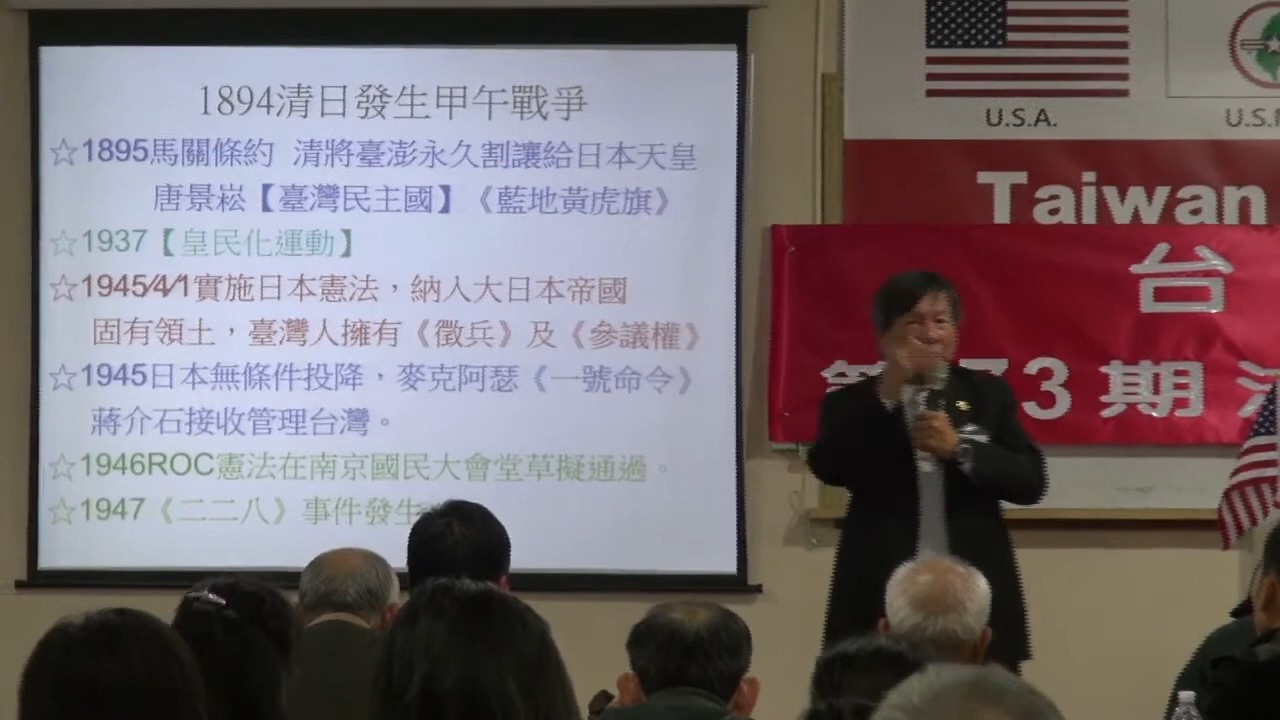 1894清日發生甲午戰爭
☆1895馬關條約 清將臺澎永久割讓給日本天皇
唐景崧【臺灣民主國】《藍地黃虎旗》
☆1937【皇民化運動】
☆1945/4/1實施日本憲法，納入大日本帝國
固有領土，臺灣人擁有《徵兵》及《參議權》
☆1945日本無條件投降，麥克阿瑟《一號命令》
蔣介石接收管理台灣。
☆1946ROC憲法在南京國民大會堂草擬通過。
☆1947《二二八》事件發生
U.S.A.
U.S.
Taiwan
台
73期